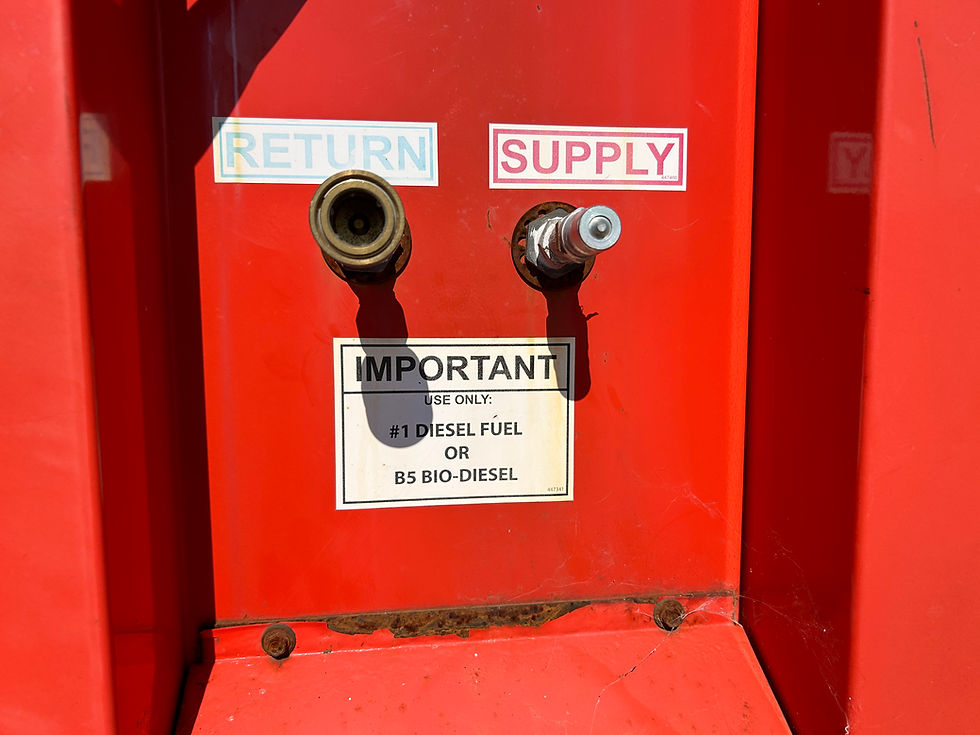 RETURN
SUPPLY
IMPORTANT
USE ONLY:
#1 DIESEL FUEL
OR
B5 BIO-DIESEL